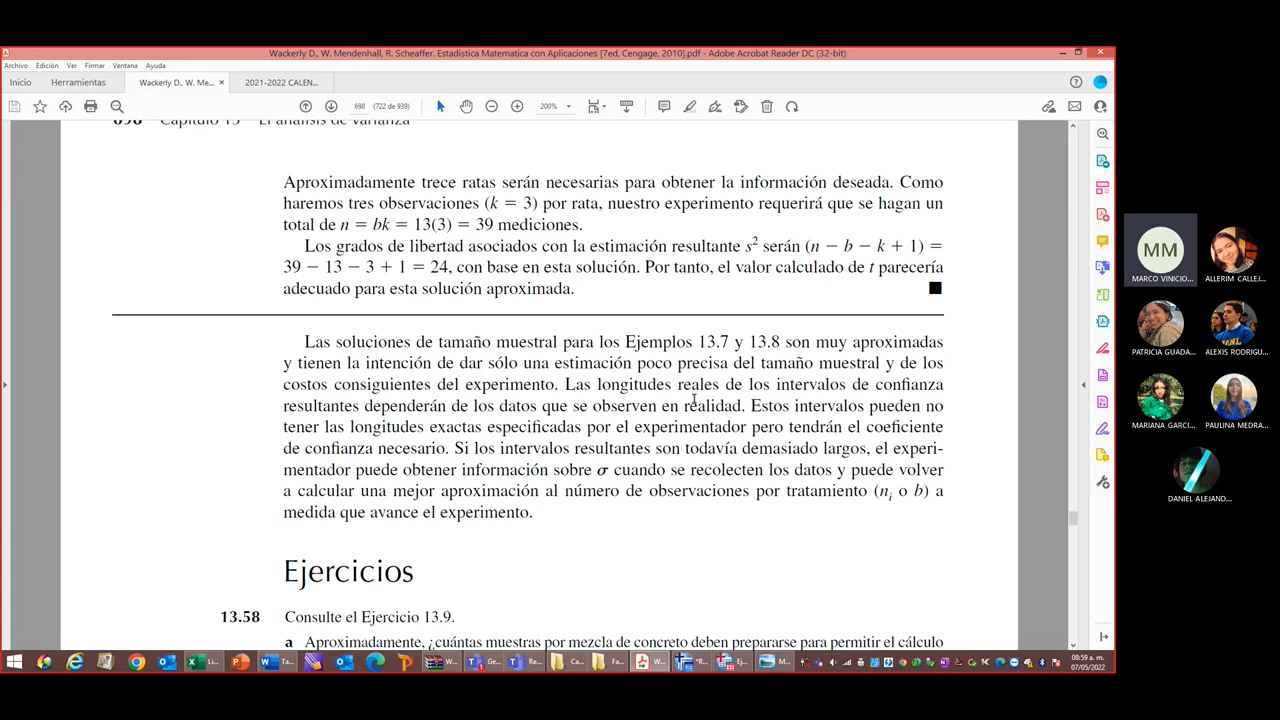 Wackerly D., W. Mendenhall, R. Scheaffer. Estadistica Matematica con Aplicaciones [7ed, Cengage, 2010].pdf - Adobe Acrobat Reader DC (32-bit)
Archivo Edición Ver Firmar Ventana Ayuda
Inicio Herramientas Wackerly D., W. Me... × 2021-2022 CALEN...
698 (722 de 939) 200%
Aproximadamente trece ratas serán necesarias para obtener la información deseada. Como
haremos tres observaciones (k = 3) por rata, nuestro experimento requerirá que se hagan un
total de n = bk = 13(3) = 39 mediciones.
Los grados de libertad asociados con la estimación resultante s² serán (n − b − k + 1) =
39 − 13 − 3 + 1 = 24, con base en esta solución. Por tanto, el valor calculado de t parecería
adecuado para esta solución aproximada.
Las soluciones de tamaño muestral para los Ejemplos 13.7 y 13.8 son muy aproximadas
y tienen la intención de dar sólo una estimación poco precisa del tamaño muestral y de los
costos consiguientes del experimento. Las longitudes reales de los intervalos de confianza
resultantes dependerán de los datos que se observen en realidad. Estos intervalos pueden no
tener las longitudes exactas especificadas por el experimentador pero tendrán el coeficiente
de confianza necesario. Si los intervalos resultantes son todavía demasiado largos, el experi-
mentador puede obtener información sobre σ cuando se recolecten los datos y puede volver
a calcular una mejor aproximación al número de observaciones por tratamiento (nᵢ o b) a
medida que avance el experimento.
Ejercicios
13.58 Consulte el Ejercicio 13.9.
a Aproximadamente, ¿cuántas muestras por mezcla de concreto deben prepararse para permitir el cálculo
MM
MARCO VINICIO...
ALLERIM CALLEJ...
PATRICIA GUADA...
ALEXIS RODRIGU...
MARIANA GARCI...
PAULINA MEDRA...
DANIEL ALEJAND...
Li... Ta... W... Ge... Re... Ca... Fa... W... "R... Ej... M...
08:59 a. m.
07/05/2022